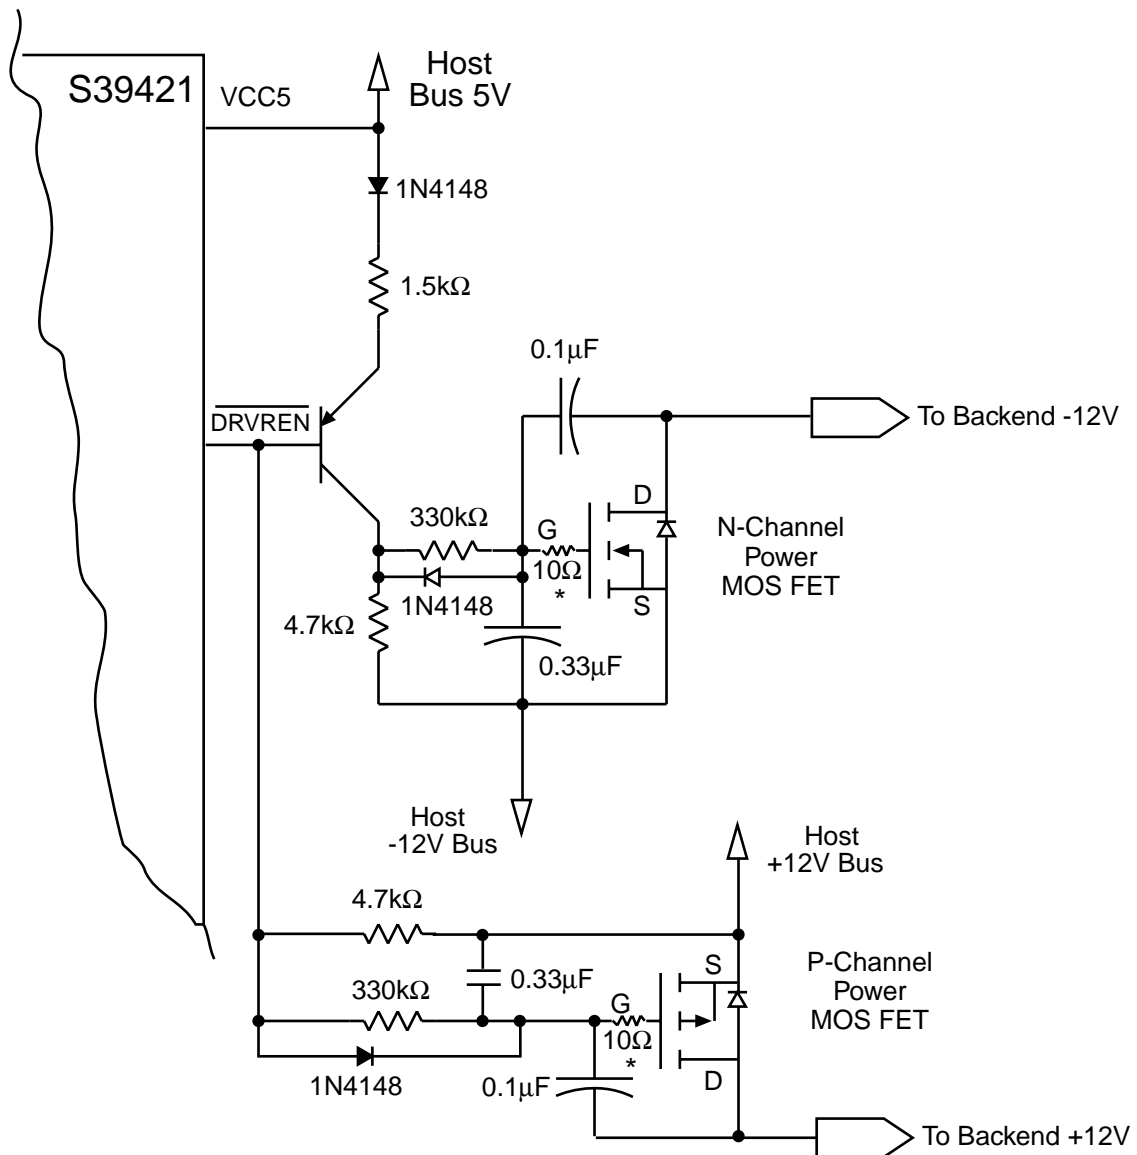 S39421
VCC5
Host
Bus 5V
1N4148
1.5kΩ
0.1μF
DRVREN
To Backend -12V
330kΩ
G
D
10Ω
*
S
N-Channel
Power
MOS FET
1N4148
4.7kΩ
0.33μF
Host
-12V Bus
Host
+12V Bus
4.7kΩ
0.33μF
330kΩ
S
G
10Ω
*
D
P-Channel
Power
MOS FET
1N4148
0.1μF
To Backend +12V